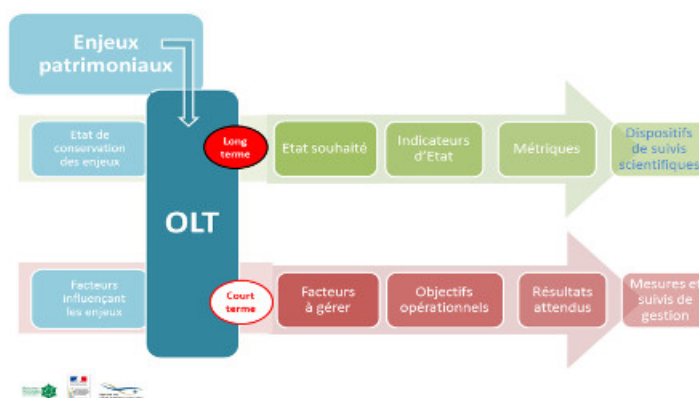 Enjeux
patrimoniaux
Etat de
conservation
des enjeux
OLT
Long
terme
Etat souhaité
Indicateurs
d'Etat
Métriques
Dispositifs
de suivis
scientifiques
Facteurs
influençant
les enjeux
Court
terme
Facteurs
à gérer
Objectifs
opérationnels
Résultats
attendus
Mesures et
suivis de
gestion